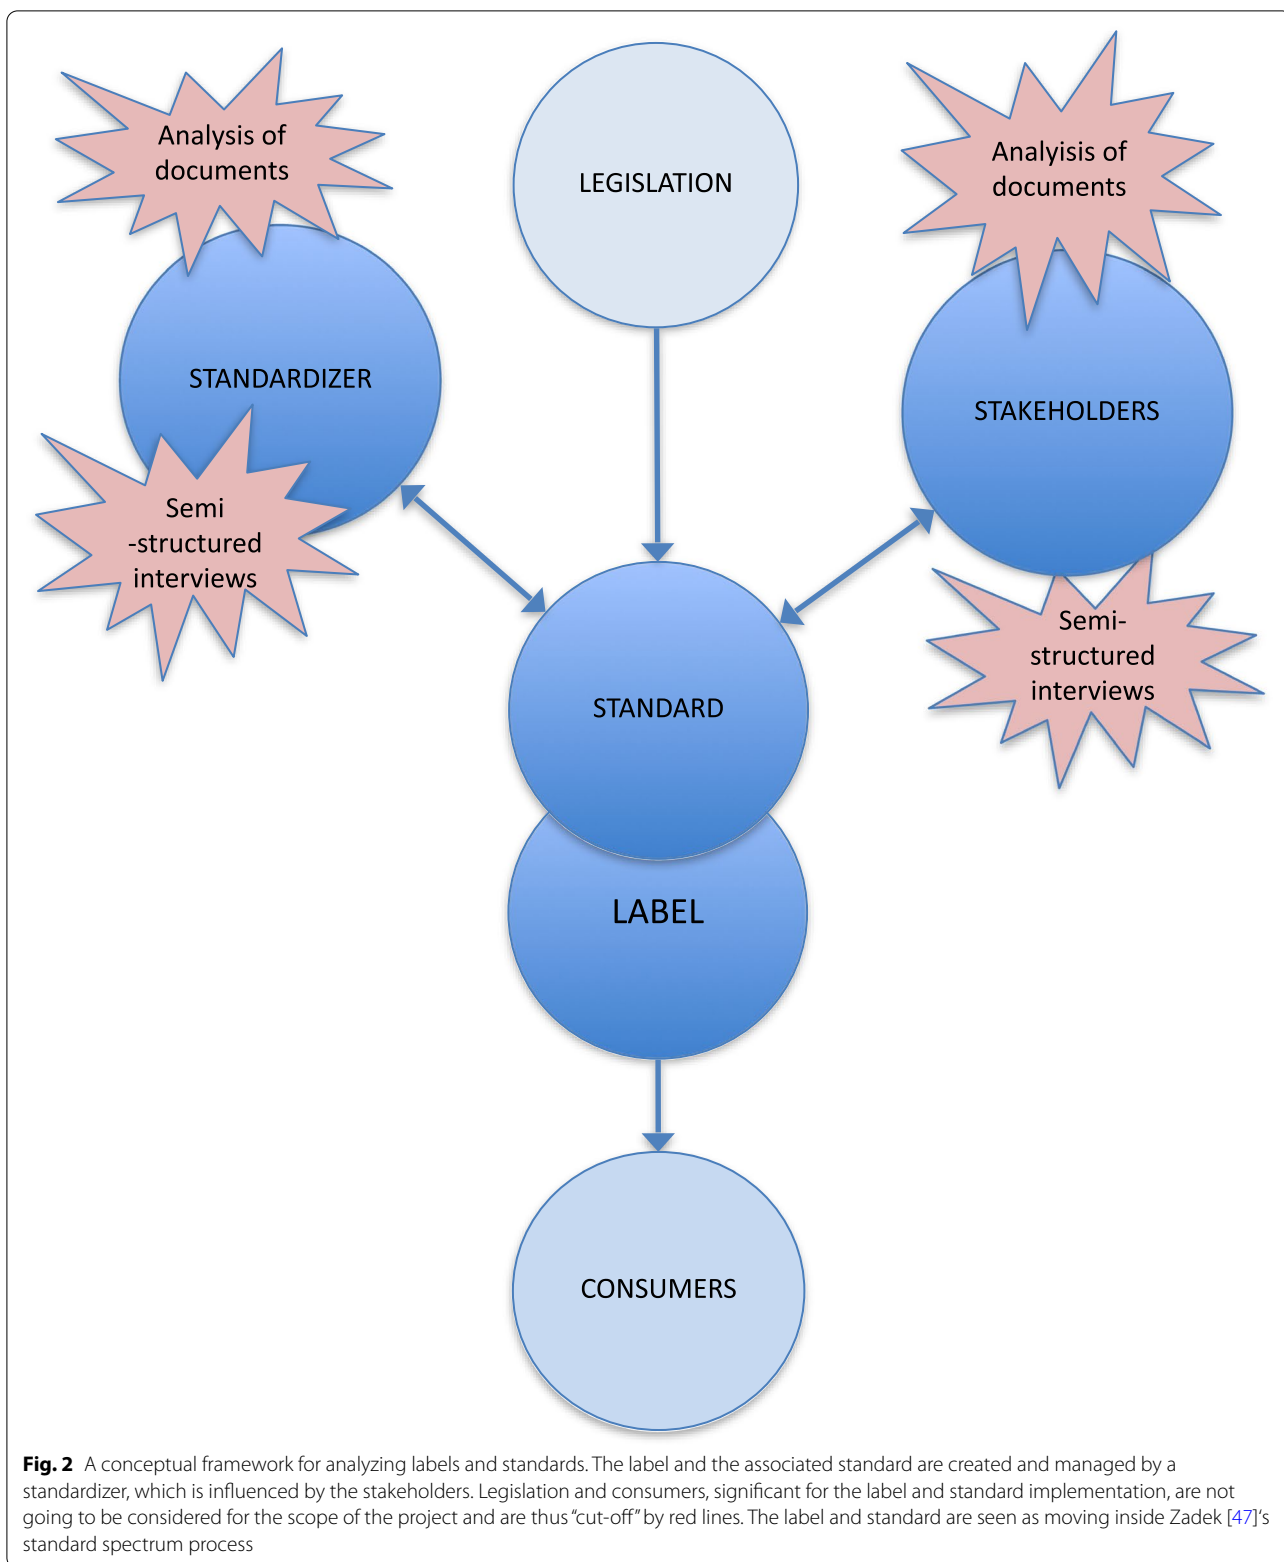 Analysis of
documents
LEGISLATION
Analyisis of
documents
STANDARDIZER
STAKEHOLDERS
Semi
-structured
interviews
Semi-
structured
interviews
STANDARD
LABEL
CONSUMERS
Fig. 2 A conceptual framework for analyzing labels and standards. The label and the associated standard are created and managed by a
standardizer, which is influenced by the stakeholders. Legislation and consumers, significant for the label and standard implementation, are not
going to be considered for the scope of the project and are thus “cut-off” by red lines. The label and standard are seen as moving inside Zadek [47]‘s
standard spectrum process